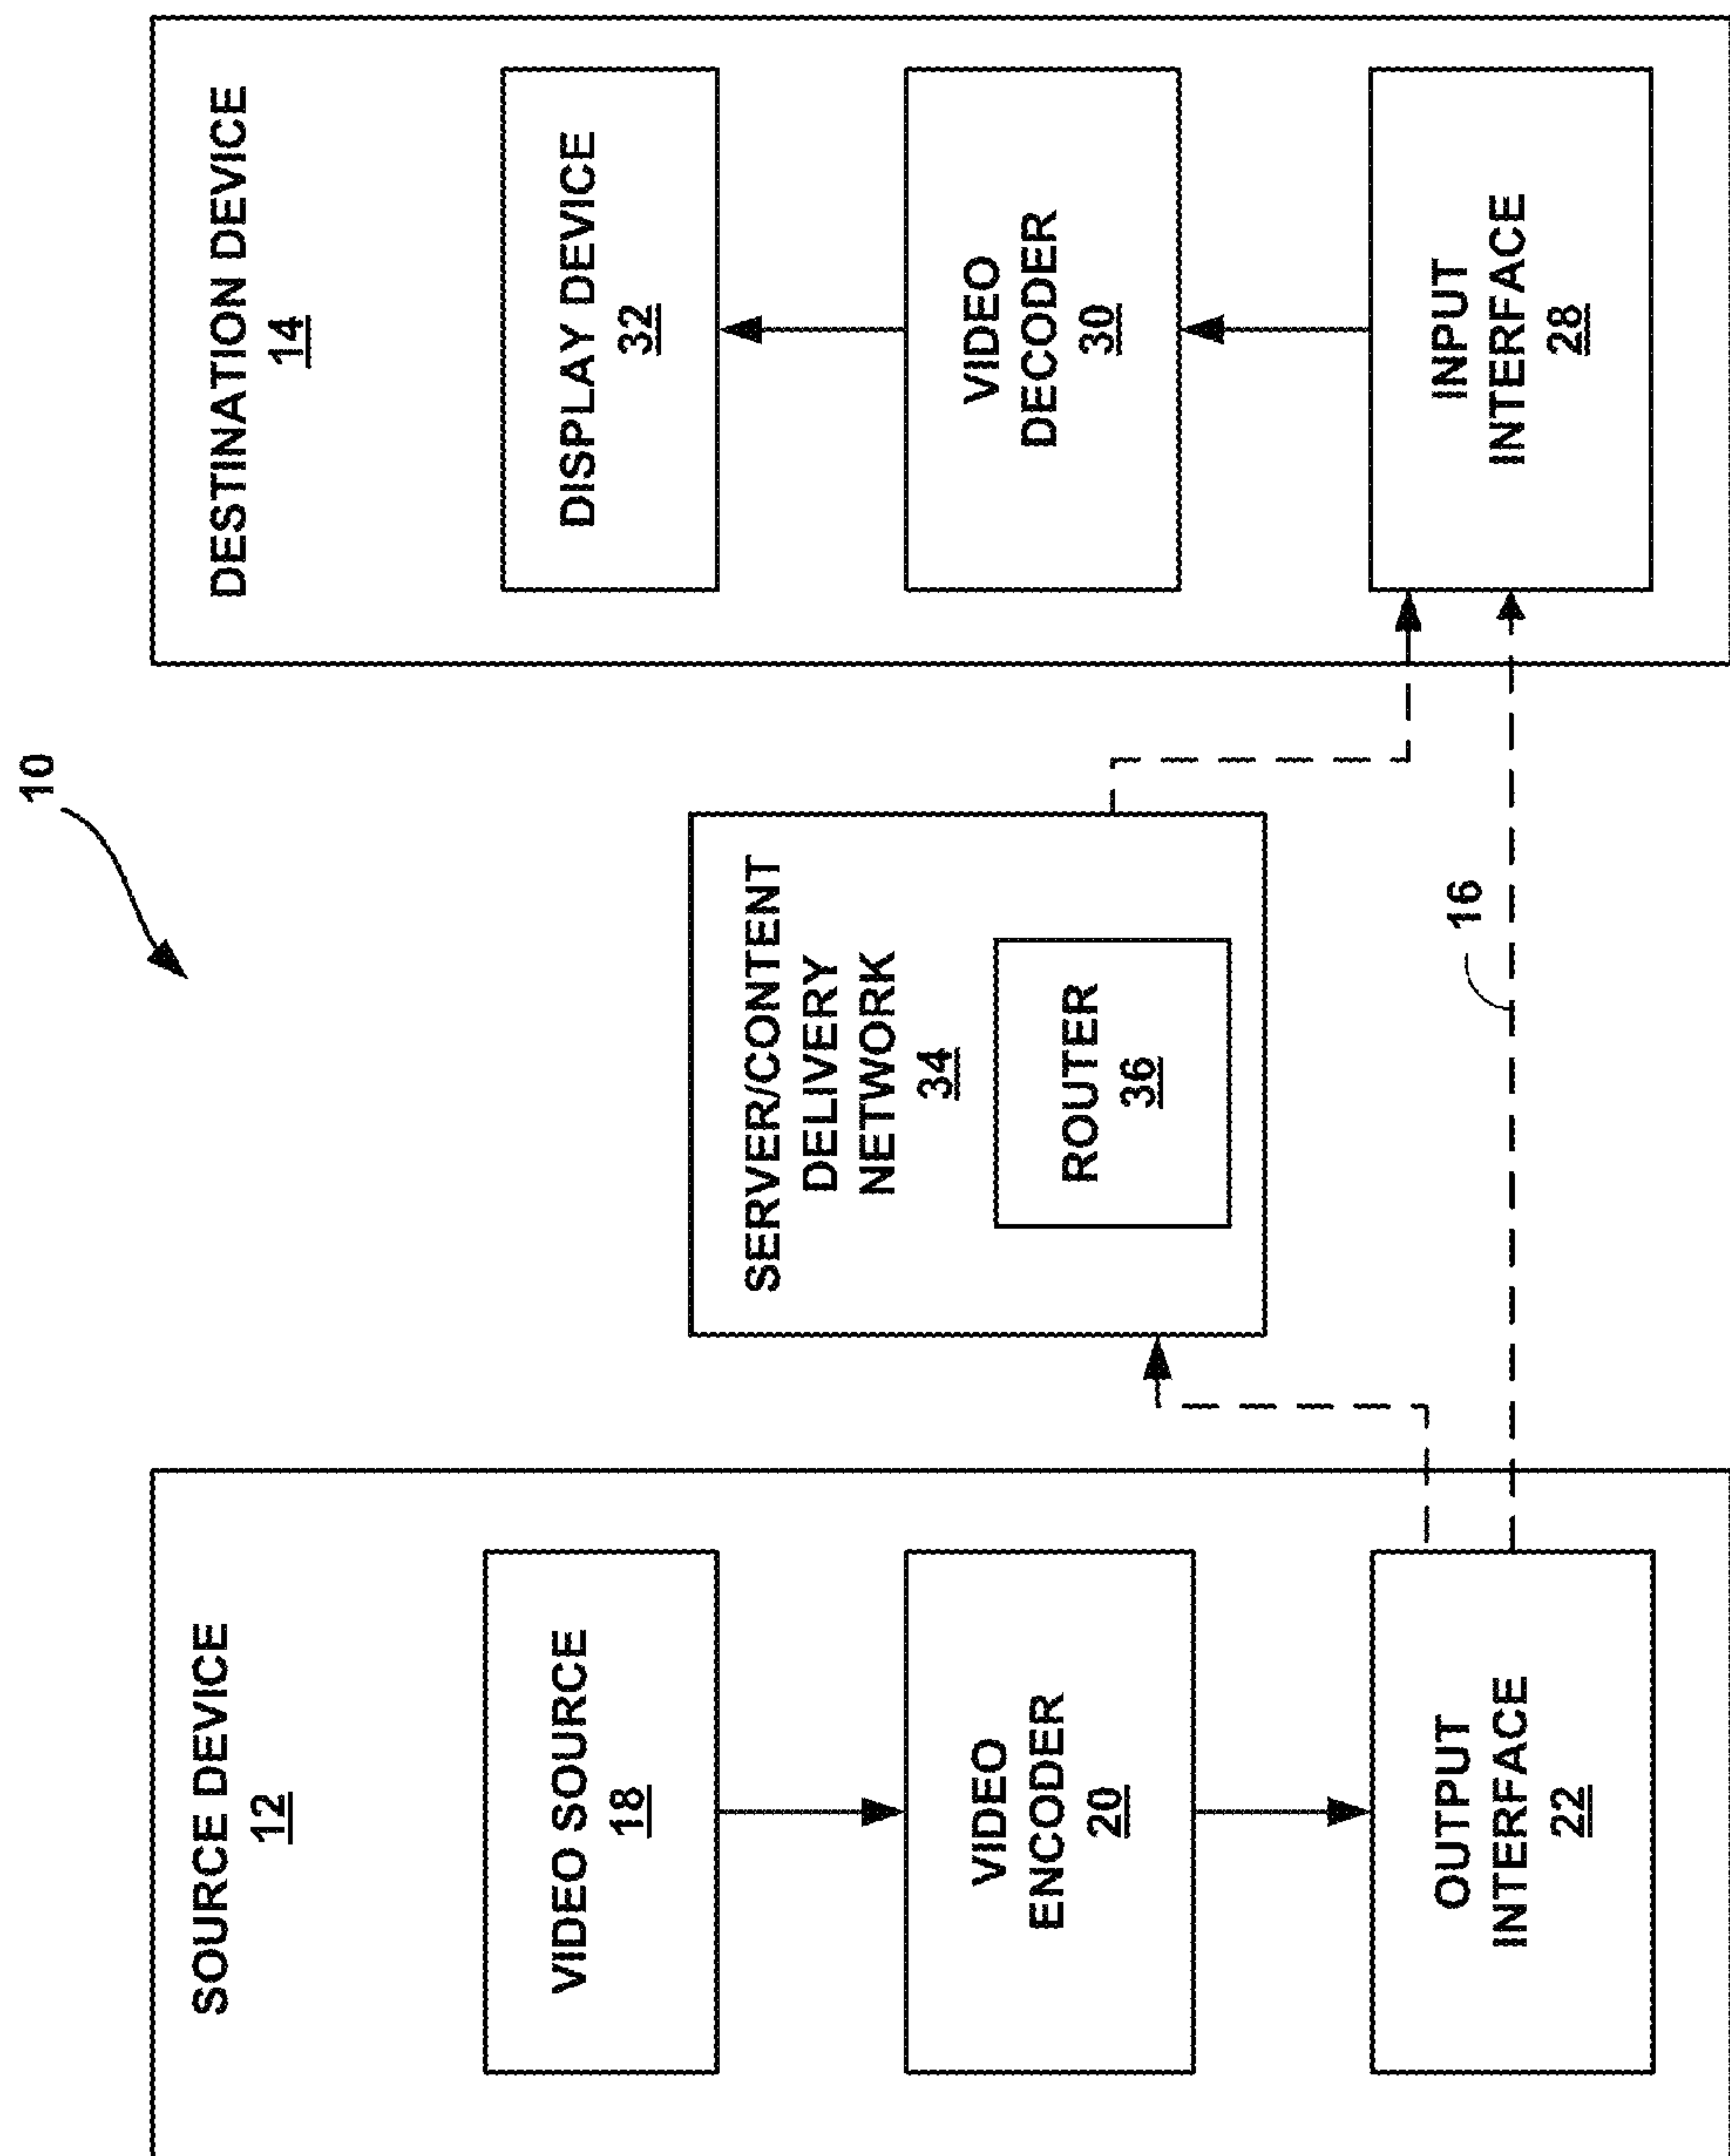 10
SOURCE DEVICE
12
VIDEO SOURCE
18
VIDEO
ENCODER
20
OUTPUT
INTERFACE
22
SERVER/CONTENT
DELIVERY
NETWORK
34
ROUTER
36
16
DESTINATION DEVICE
14
DISPLAY DEVICE
32
VIDEO
DECODER
30
INPUT
INTERFACE
28